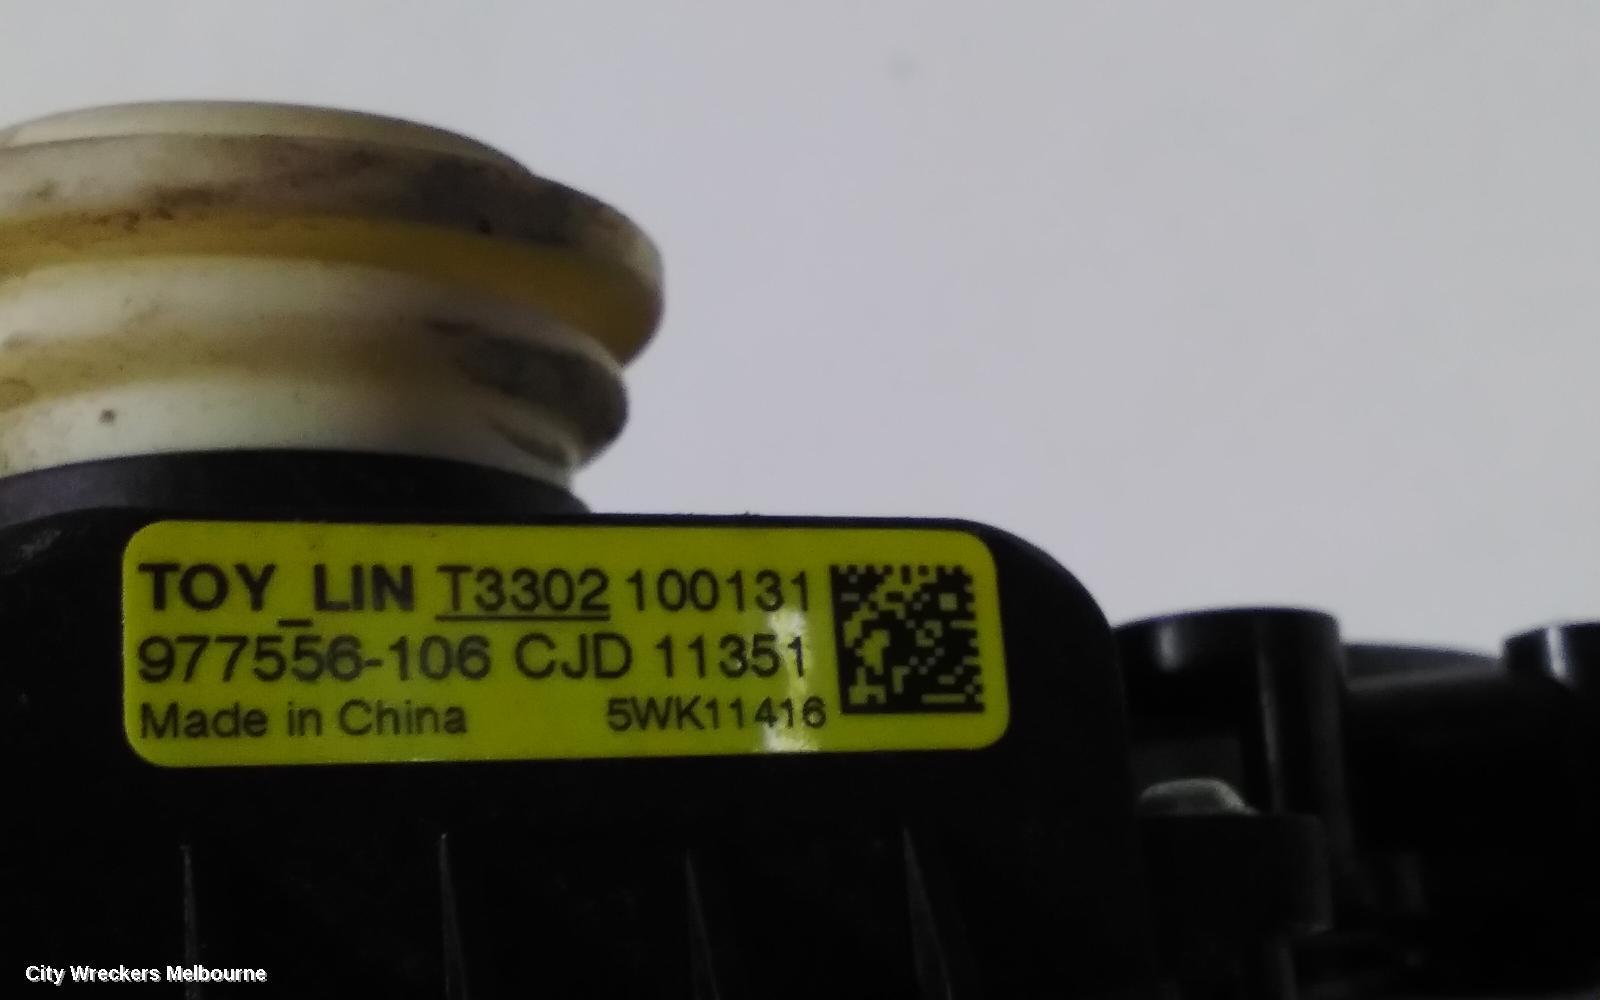 TOY_LIN T3302 100131
977556-106 CJD 11351
Made in China 5WK11416
City Wreckers Melbourne